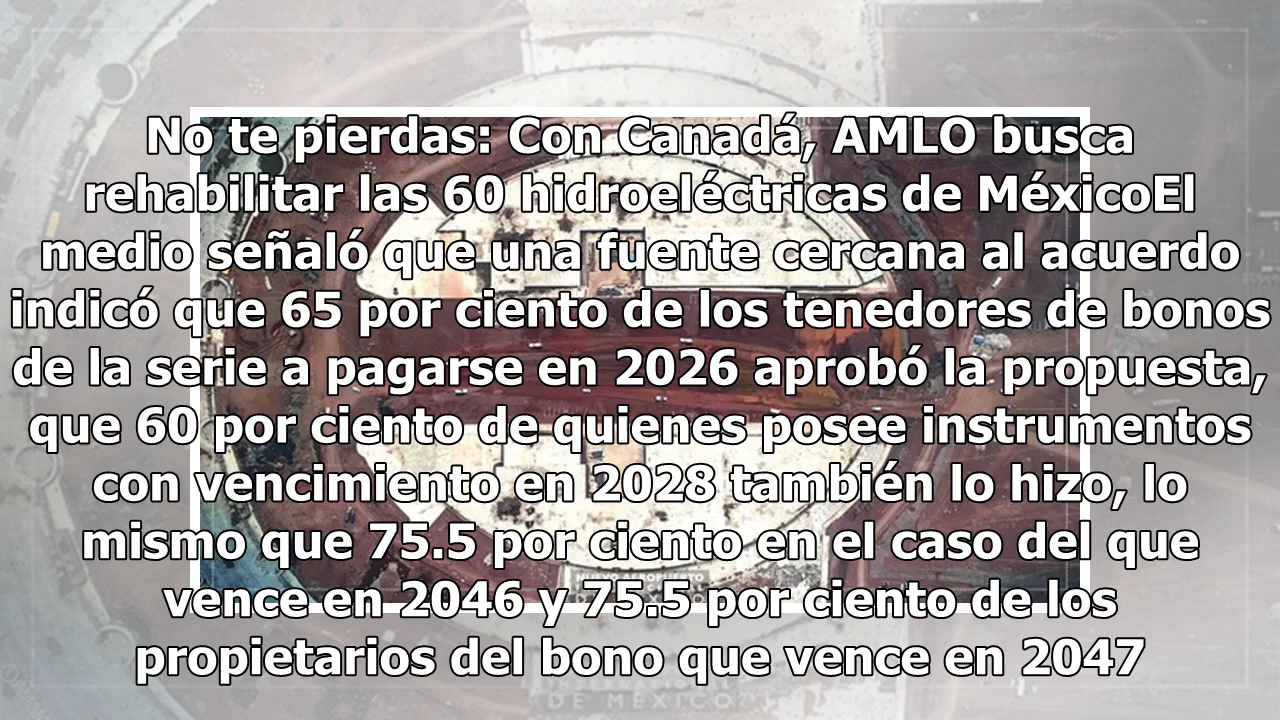 No te pierdas: Con Canadá, AMLO busca
rehabilitar las 60 hidroeléctricas de MéxicoEl
medio señaló que una fuente cercana al acuerdo
indicó que 65 por ciento de los tenedores de bonos
de la serie a pagarse en 2026 aprobó la propuesta,
que 60 por ciento de quienes posee instrumentos
con vencimiento en 2028 también lo hizo, lo
mismo que 75.5 por ciento en el caso del que
NUEVO AEROPUERTO
vence en 2046 y 75.5 por ciento de los
propietarios del bono que vence en 2047
DE MÉXICO